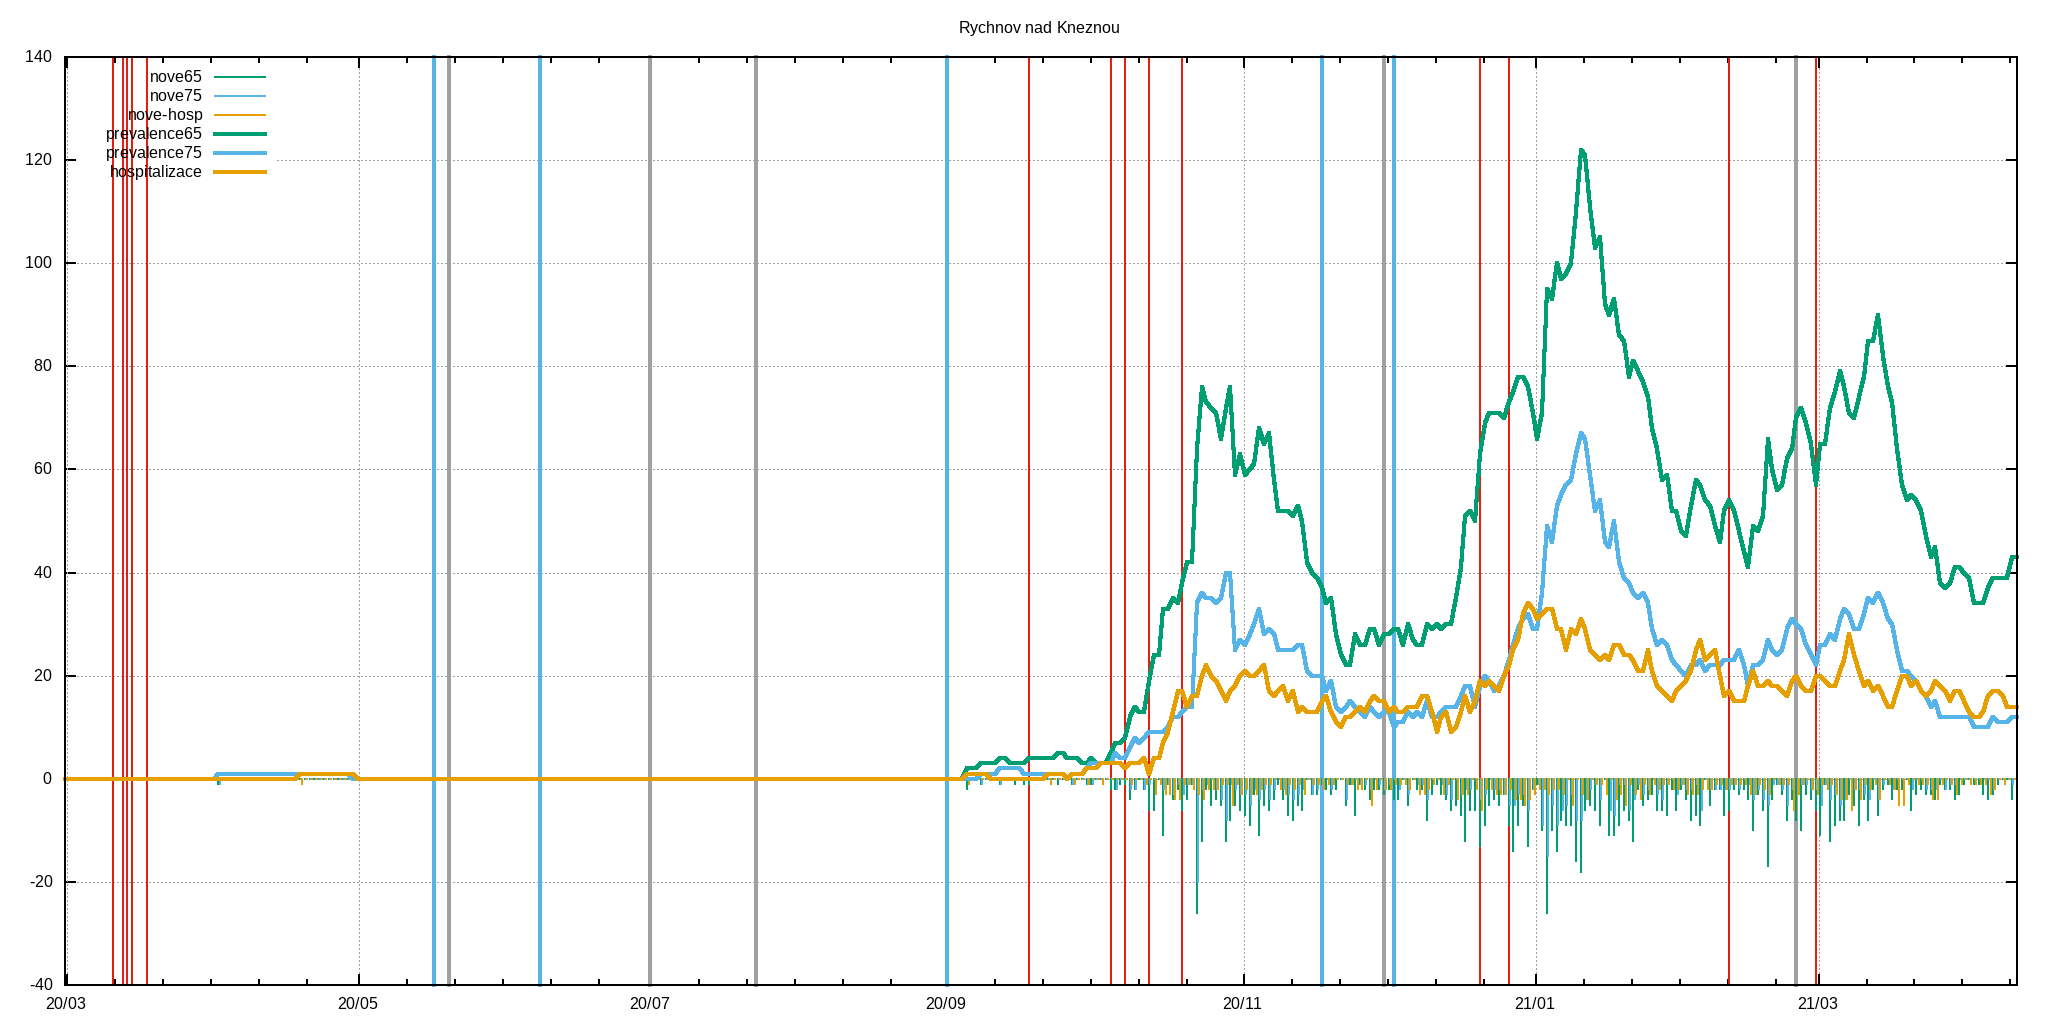 Rychnov nad Kneznou
140
120
100
80
60
40
20
0
-20
-40
nove65
nove75
nove-hosp
prevalence65
prevalence75
hospitalizace
20/03 20/05 20/07 20/09 20/11 21/01 21/03